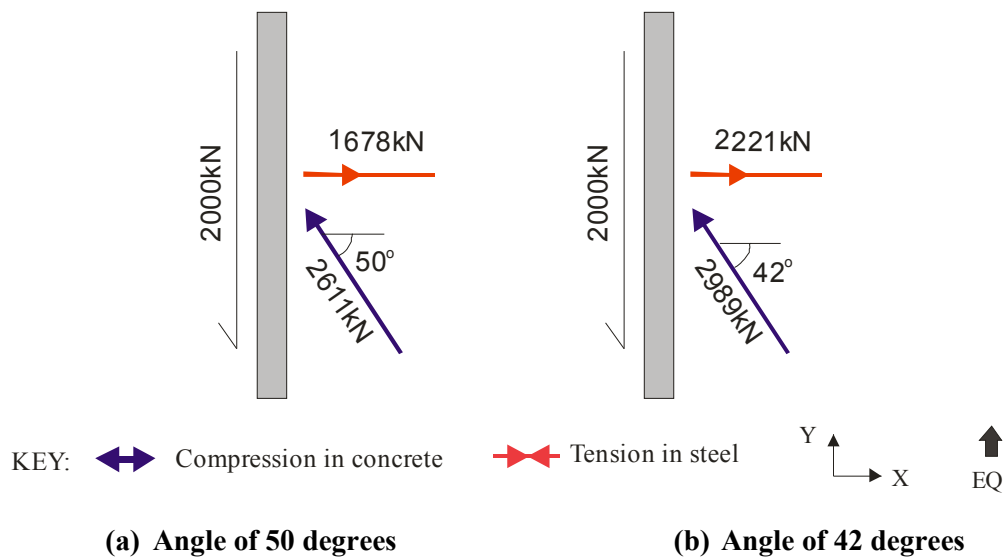 2000kN
1678kN
50°
2611kN
2000kN
2221kN
42°
2989kN
KEY: Compression in concrete Tension in steel
Y
X
EQ
(a) Angle of 50 degrees
(b) Angle of 42 degrees